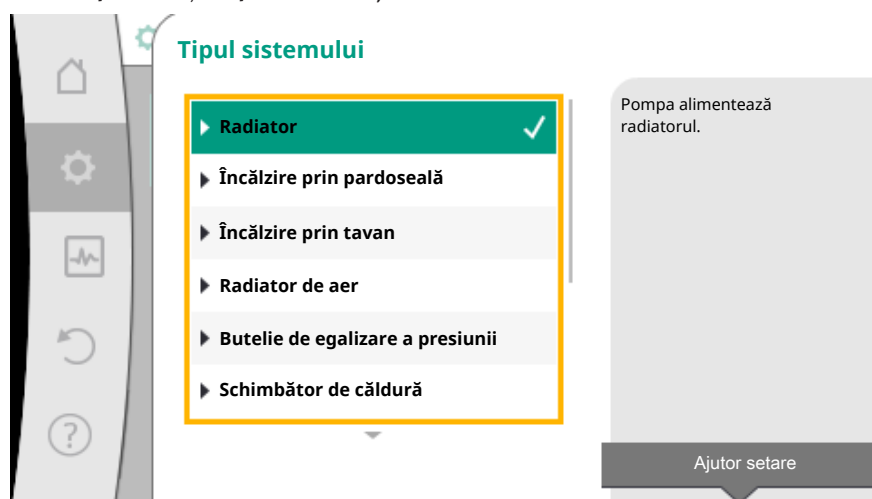 Tipul sistemului
Radiator
Încălzire prin pardoseală
Încălzire prin tavan
Radiator de aer
Butelie de egalizare a presiunii
Schimbător de căldură
Pompa alimentează
radiatorul.
Ajutor setare